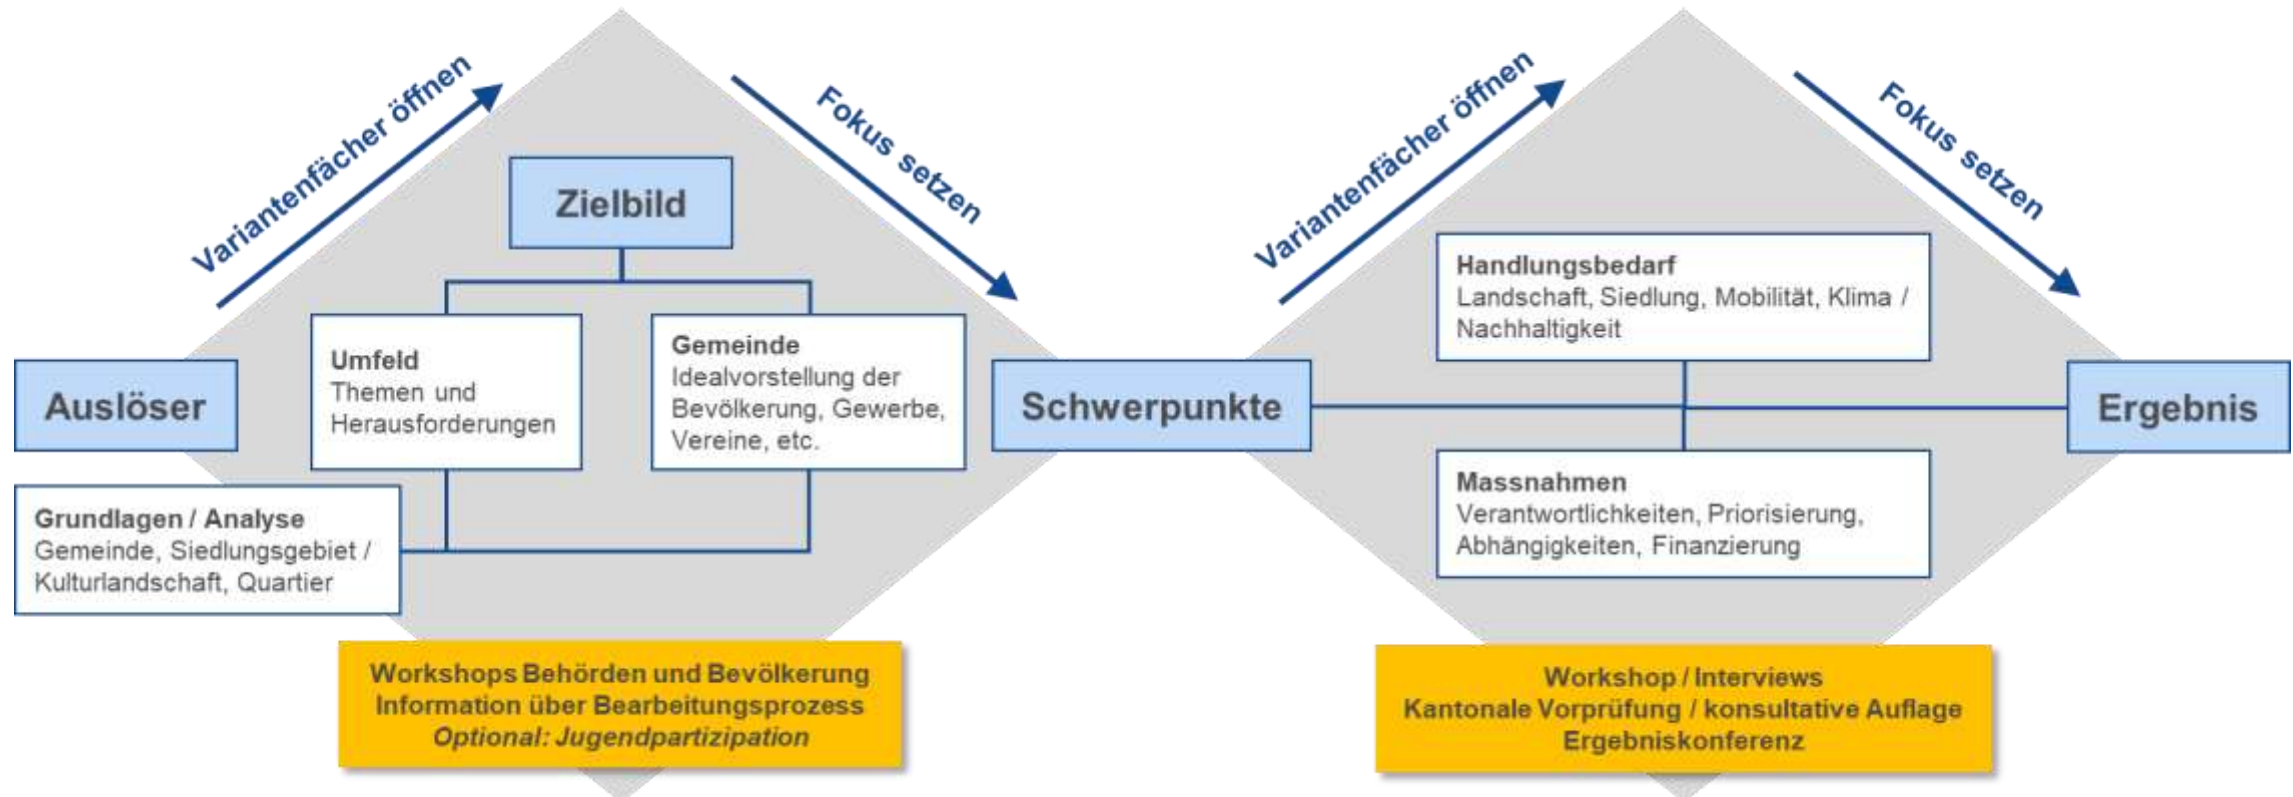 Variantenfächer öffnen
Fokus setzen
Zielbild
Umfeld
Themen und
Herausforderungen
Gemeinde
Idealvorstellung der
Bevölkerung, Gewerbe,
Vereine, etc.
Auslöser
Grundlagen / Analyse
Gemeinde, Siedlungsgebiet /
Kulturlandschaft, Quartier
Workshops Behörden und Bevölkerung
Information über Bearbeitungsprozess
Optional: Jugendpartizipation
Schwerpunkte
Variantenfächer öffnen
Fokus setzen
Handlungsbedarf
Landschaft, Siedlung, Mobilität, Klima /
Nachhaltigkeit
Massnahmen
Verantwortlichkeiten, Priorisierung,
Abhängigkeiten, Finanzierung
Ergebnis
Workshop / Interviews
Kantonale Vorprüfung / konsultative Auflage
Ergebniskonferenz